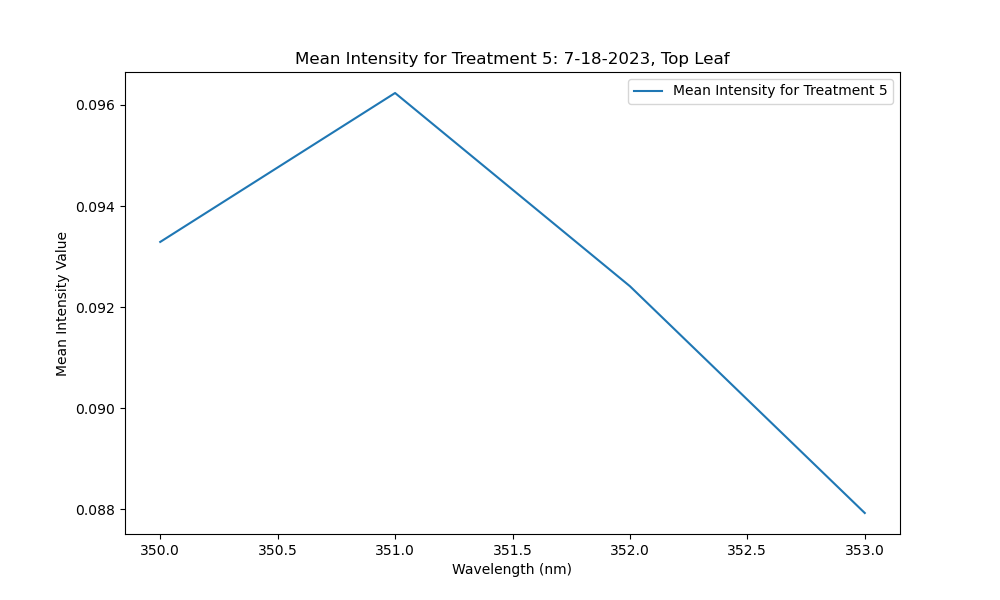 Mean Intensity for Treatment 5: 7-18-2023, Top Leaf
Mean Intensity for Treatment 5
0.096
0.094
0.092
0.090
0.088
Mean Intensity Value
350.0 350.5 351.0 351.5 352.0 352.5 353.0
Wavelength (nm)